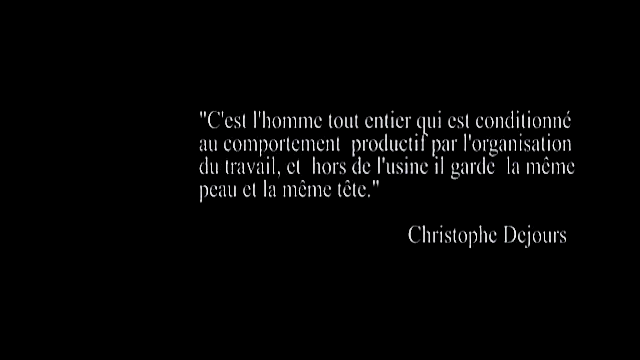 "C'est l'homme tout entier qui est conditionné
au comportement  productif par l'organisation
du travail, et  hors de l'usine il garde  la même
peau et la même tête."
Christophe Dejours